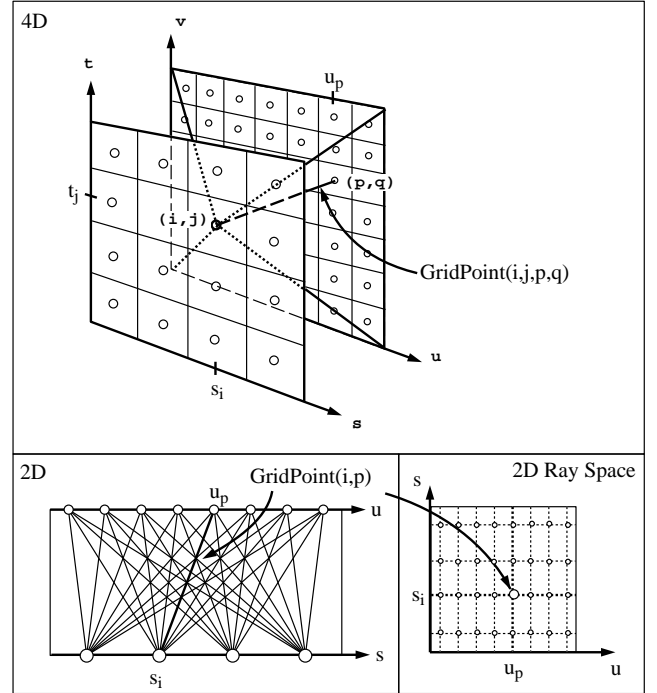 4D
v
t
u_p
t_j
(i,j)
(p,q)
GridPoint(i,j,p,q)
u
s_i
s
2D
GridPoint(i,p)
u_p
u
s
s_i
2D Ray Space
s
s_i
u_p
u